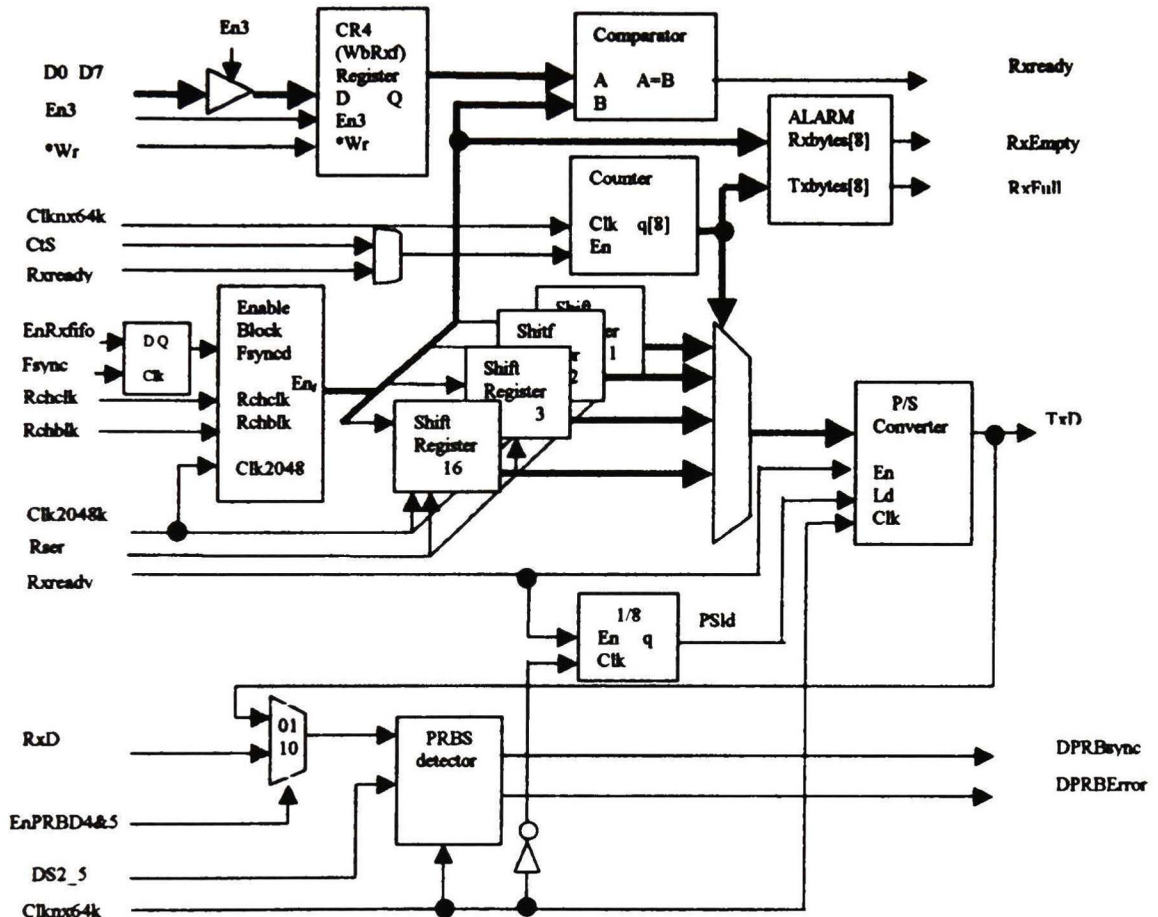 En3
D0 D7
En3
*Wr
CR4
(WbRxf)
Register
D Q
En3
*Wr
Comparator
A A=B
B
Rxready
ALARM
Rxbytes[8]
Txbytes[8]
RxEmpty
RxFull
Clknx64k
CtS
Rxready
Counter
Clk q[8]
En
EnRxfifo
Fsync
Rchclk
Rchblk
D Q
Clk
Enable
Block
Fsyncd
En
Rchclk
Rchblk
Clk2048
Shift
er
1
Shitf
er
2
Shift
Register
3
Shift
Register
16
P/S
Converter
En
Ld
Clk
TxD
Clk2048k
Rser
Rxready
1/8
En q
Clk
PSld
RxD
01
10
PRBS
detector
DPRBsync
DPRBError
EnPRBD4&5
DS2_5
Clknx64k